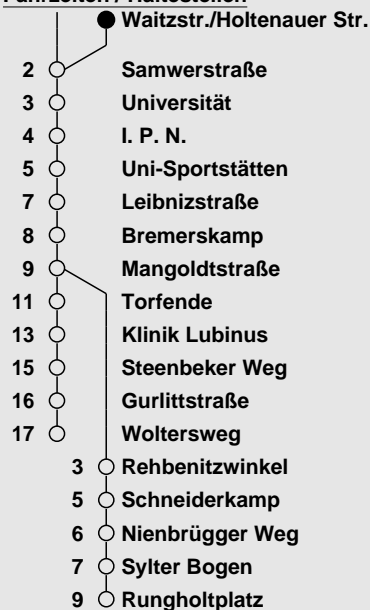 Fahrzeiten / Haltestellen
Waitzstr./Holtenauer Str.
2 Samwerstraße
3 Universität
4 I. P. N.
5 Uni-Sportstätten
7 Leibnizstraße
8 Bremerskamp
9 Mangoldtstraße
11 Torfende
13 Klinik Lubinus
15 Steenbeker Weg
16 Gurlittstraße
17 Woltersweg
3 Rehbenitzwinkel
5 Schneiderkamp
6 Nienbrügger Weg
7 Sylter Bogen
9 Rungholtplatz